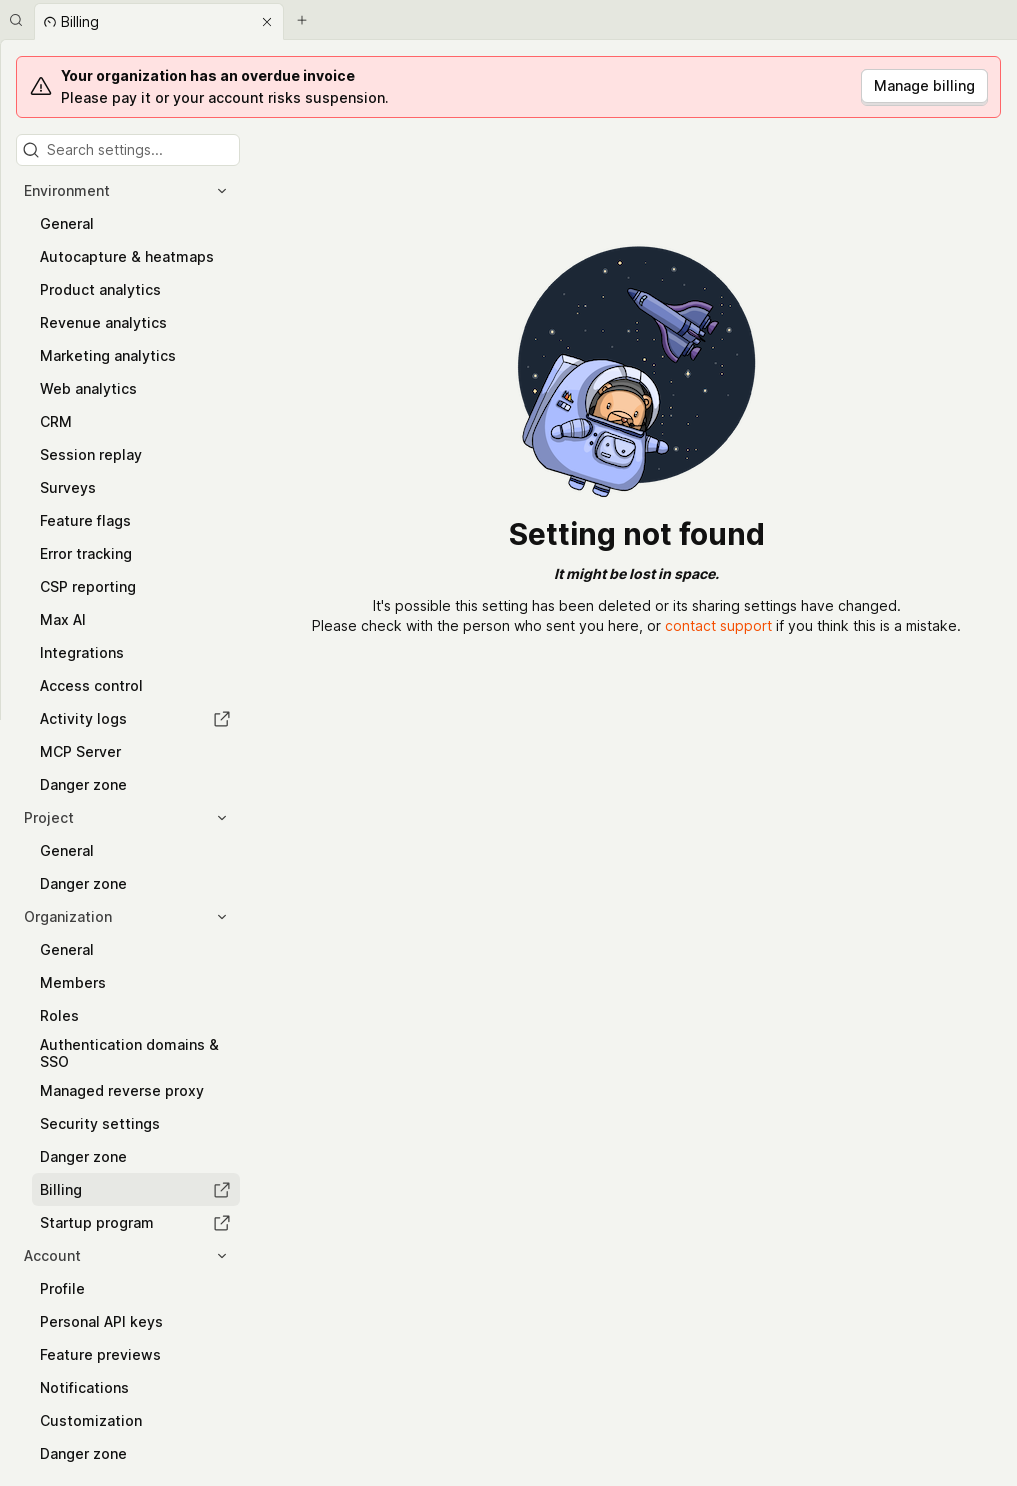 Billing
Your organization has an overdue invoice
Please pay it or your account risks suspension.
Manage billing
Search settings...
Environment
General
Autocapture & heatmaps
Product analytics
Revenue analytics
Marketing analytics
Web analytics
CRM
Session replay
Surveys
Feature flags
Error tracking
CSP reporting
Max AI
Integrations
Access control
Activity logs
MCP Server
Danger zone
Project
General
Danger zone
Organization
General
Members
Roles
Authentication domains &
SSO
Managed reverse proxy
Security settings
Danger zone
Billing
Startup program
Account
Profile
Personal API keys
Feature previews
Notifications
Customization
Danger zone
Setting not found
It might be lost in space.
It's possible this setting has been deleted or its sharing settings have changed.
Please check with the person who sent you here, or contact support if you think this is a mistake.